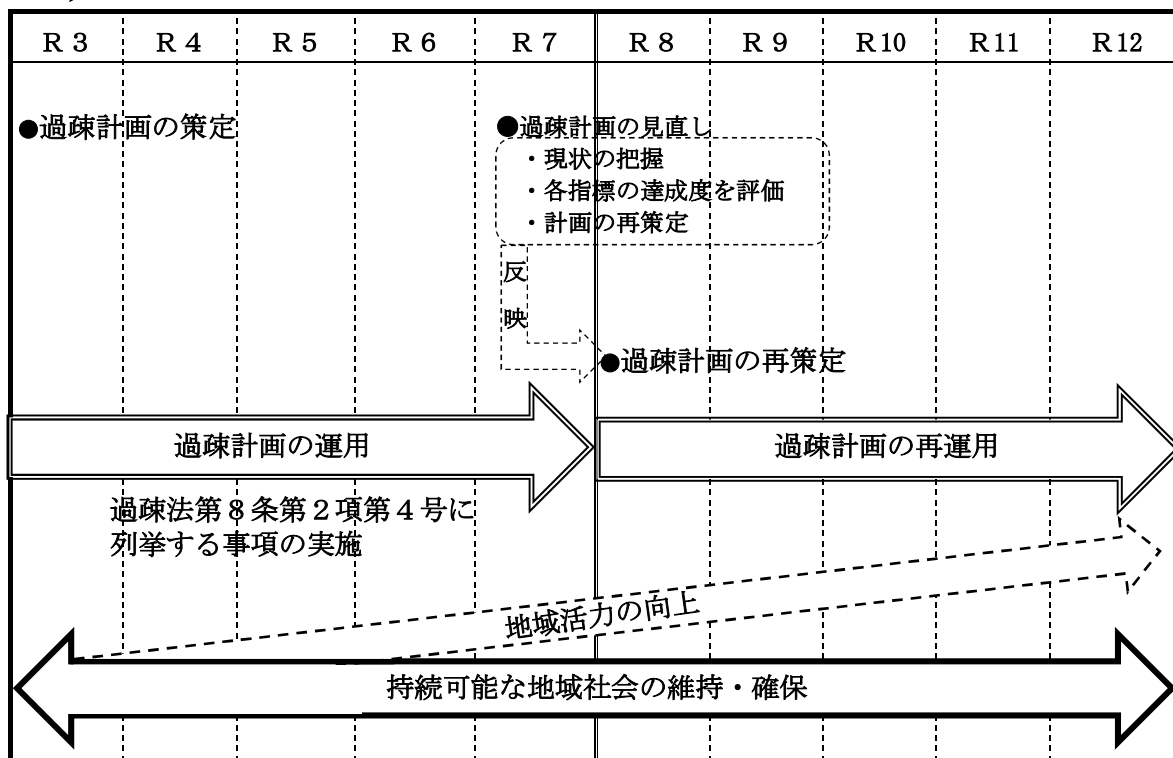 R3 R4 R5 R6 R7 R8 R9 R10 R11 R12
●過疎計画の策定
●過疎計画の見直し
・現状の把握
・各指標の達成度を評価
・計画の再策定
反映
●過疎計画の再策定
過疎計画の運用
過疎計画の再運用
過疎法第8条第2項第4号に
列挙する事項の実施
地域活力の向上
持続可能な地域社会の維持・確保